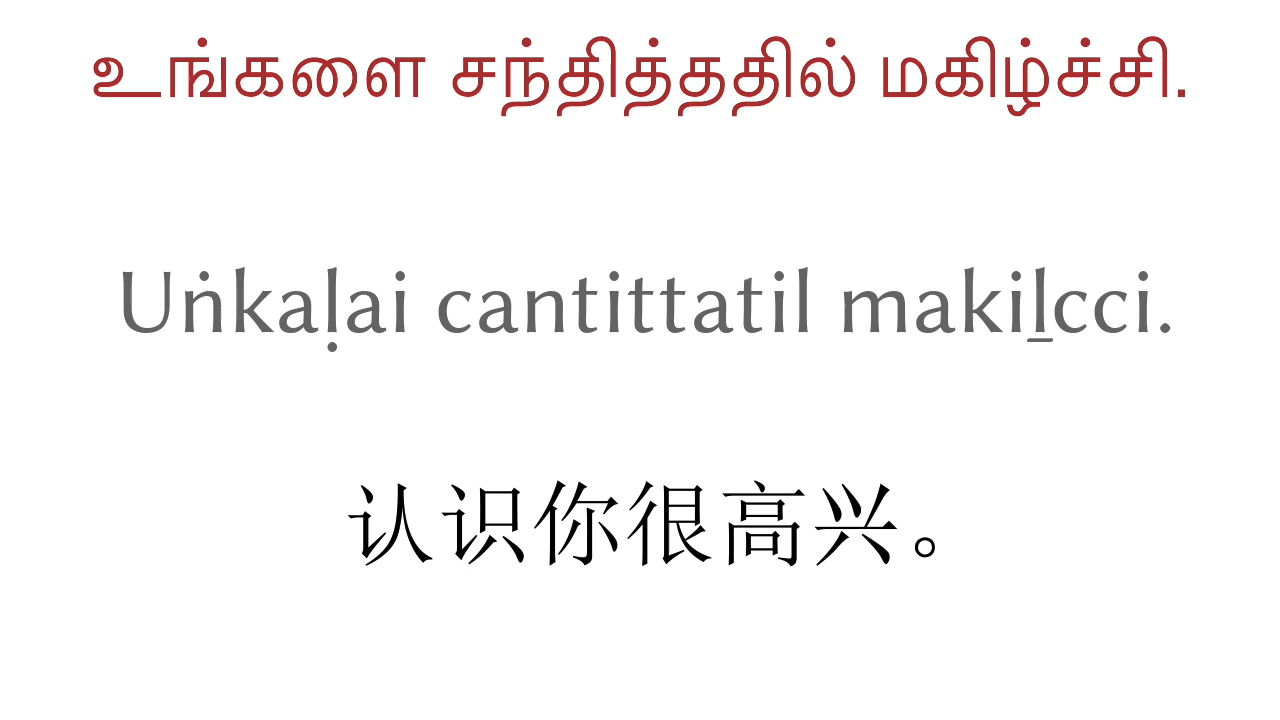 உங்களை சந்தித்ததில் மகிழ்ச்சி.
Uṅkaḷai cantittatil makiḻcci.
认识你很高兴。